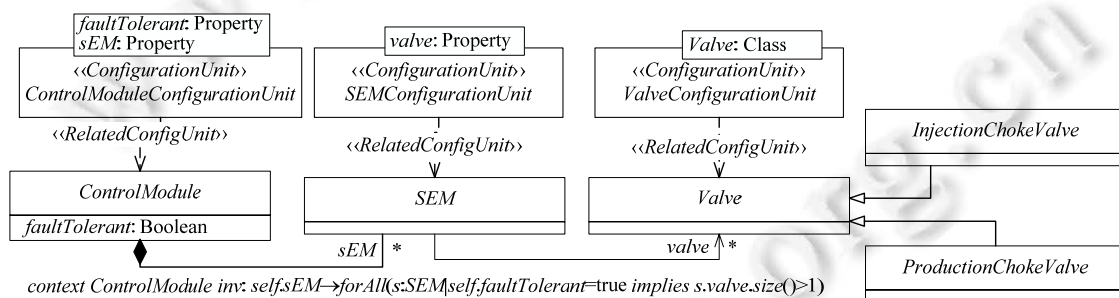 faultTolerant: Property
sEM: Property
«ConfigurationUnit»
ControlModuleConfigurationUnit
«RelatedConfigUnit»
ControlModule
faultTolerant: Boolean
valve: Property
«ConfigurationUnit»
SEMConfigurationUnit
«RelatedConfigUnit»
SEM
sEM *
Valve: Class
«ConfigurationUnit»
ValveConfigurationUnit
«RelatedConfigUnit»
Valve
valve *
InjectionChokeValve
ProductionChokeValve
context ControlModule inv: self.sEM→forAll(s:SEM|self.faultTolerant=true implies s.valve.size()>1)
org.cn